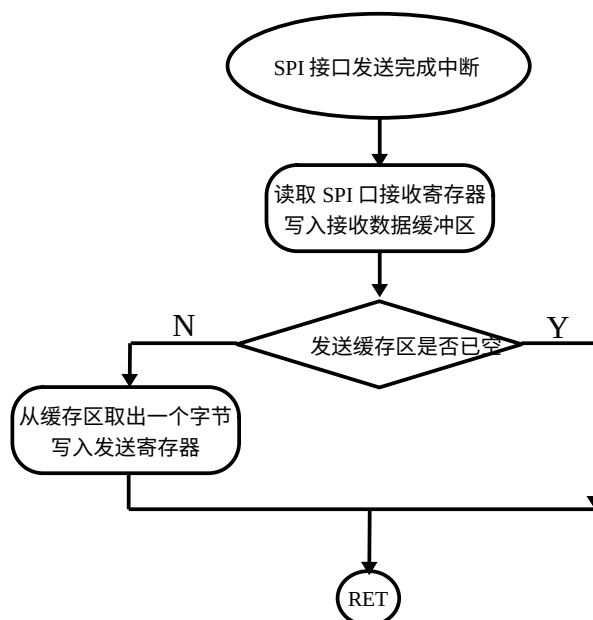 SPI 接口发送完成中断
读取 SPI 口接收寄存器
写入接收数据缓冲区
N
Y
发送缓存区是否已空
从缓存区取出一个字节
写入发送寄存器
RET